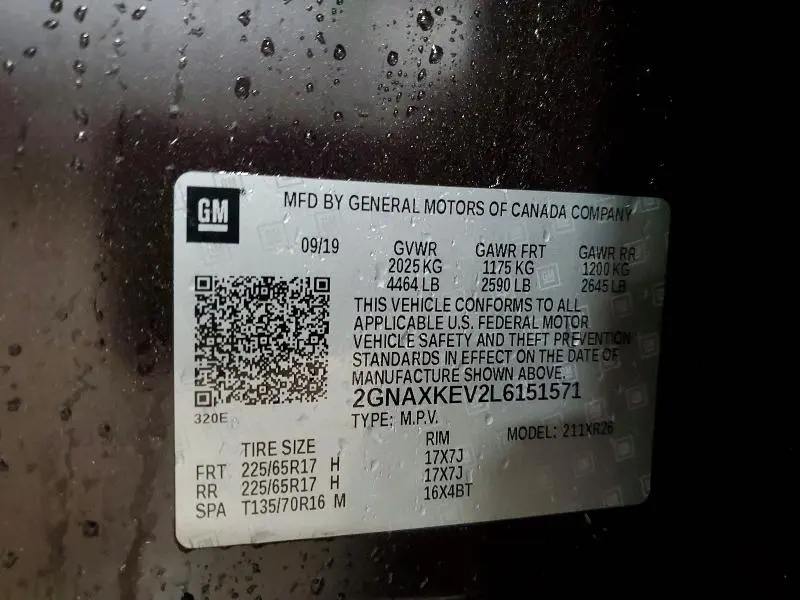 GM
MFD BY GENERAL MOTORS OF CANADA COMPANY
09/19 GVWR GAWR FRT GAWR RR
2025 KG 1175 KG 1200 KG
4464 LB 2590 LB 2645 LB
THIS VEHICLE CONFORMS TO ALL
APPLICABLE U.S. FEDERAL MOTOR
VEHICLE SAFETY AND THEFT PREVENTION
STANDARDS IN EFFECT ON THE DATE OF
MANUFACTURE SHOWN ABOVE.
2GNAXKEV2L6151571
320E
TYPE: M.P.V. MODEL: 211XR26
TIRE SIZE RIM
FRT 225/65R17 H 17X7J
RR 225/65R17 H 17X7J
SPA T135/70R16 M 16X4BT